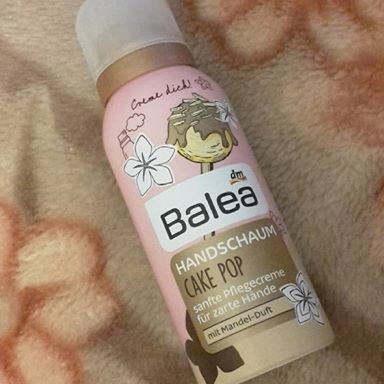 Creme dich!
dm
Balea
HANDSCHAUM
CAKE POP
sanfte Pflegecreme
für zarte Hände
mit Mandel-Duft